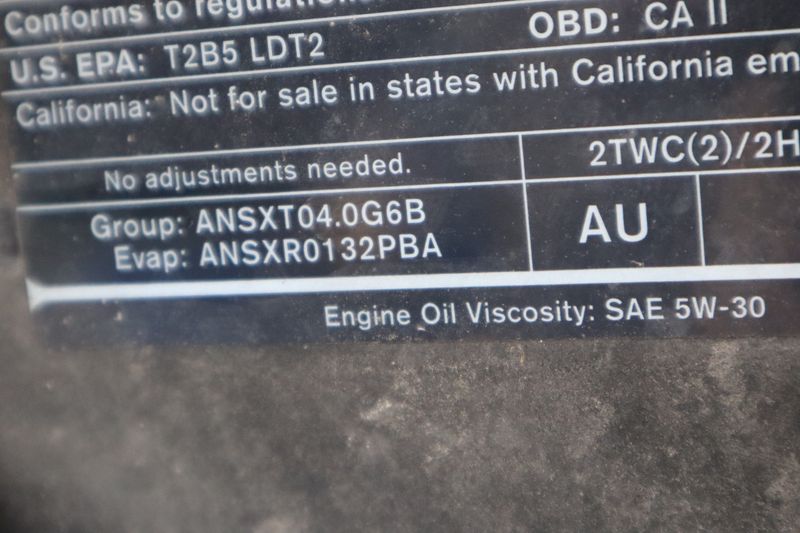 Conforms to regulations
U.S. EPA: T2B5 LDT2 OBD: CA II
California: Not for sale in states with California em
No adjustments needed. 2TWC(2)/2H
Group: ANSXT04.0G6B
Evap: ANSXR0132PBA
AU
Engine Oil Viscosity: SAE 5W-30